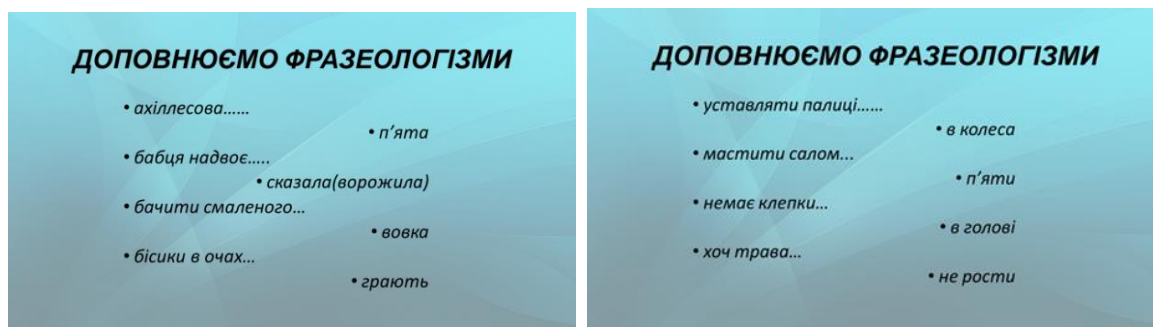 ДОПОВНЮЄМО ФРАЗЕОЛОГІЗМИ
• ахіллесова......
• п’ята
• бабця надвоє.....
• сказала(ворожила)
• бачити смаленого...
• вовка
• бісики в очах...
• грають
ДОПОВНЮЄМО ФРАЗЕОЛОГІЗМИ
• уставляти палиці......
• в колеса
• мастити салом...
• п’яти
• немає клепки...
• в голові
• хоч трава...
• не рости